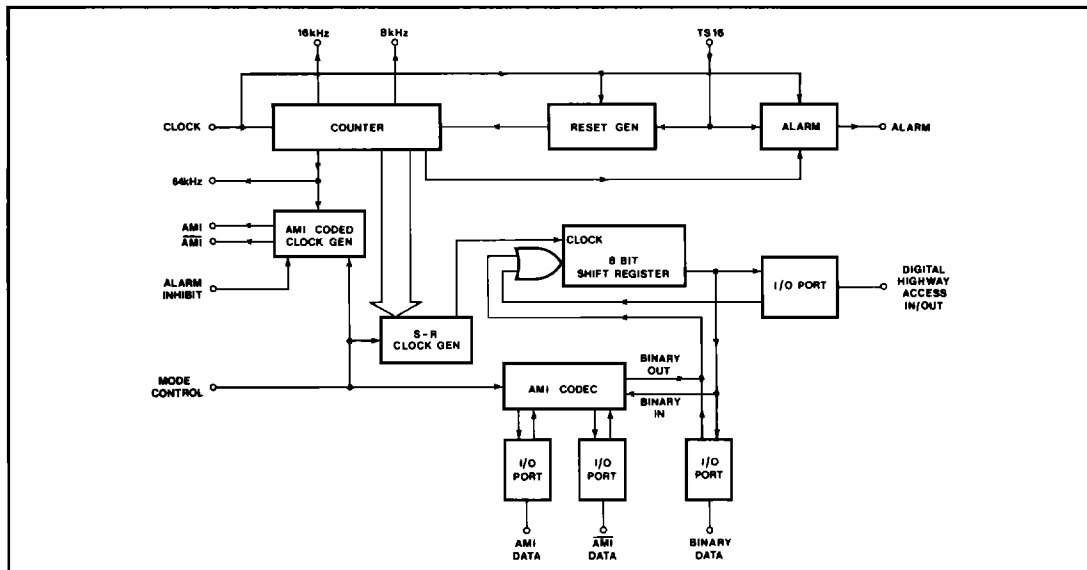 16kHz
8kHz
TS16
CLOCK
COUNTER
RESET GEN
ALARM
ALARM
64kHz
AMI
AMI
AMI CODED
CLOCK GEN
CLOCK
8 BIT
SHIFT REGISTER
I/O PORT
DIGITAL
HIGHWAY
ACCESS
IN/OUT
ALARM
INHIBIT
S-R
CLOCK GEN
MODE
CONTROL
AMI CODEC
BINARY
OUT
BINARY
IN
I/O
PORT
I/O
PORT
I/O
PORT
AMI
DATA
AMI
DATA
BINARY
DATA